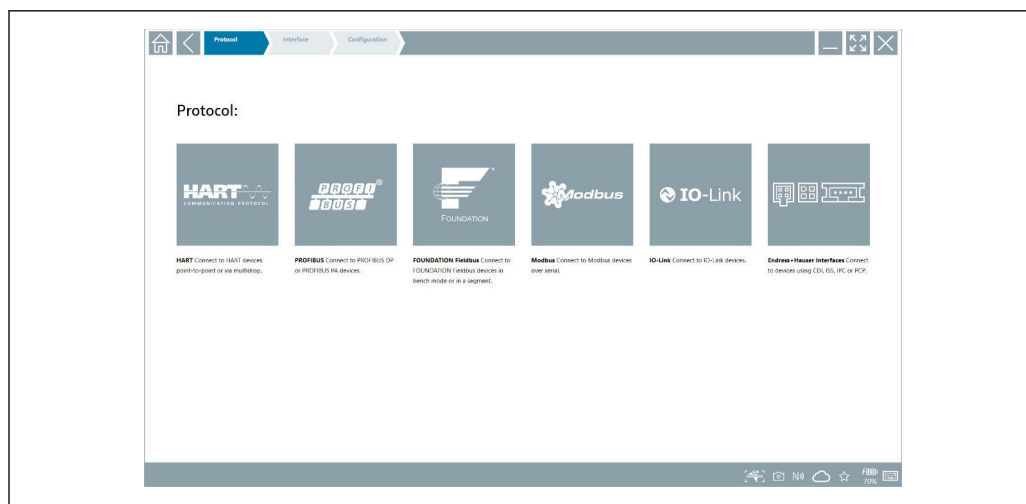 Protocol
Interface
Configuration
Protocol:
HART
COMMUNICATION PROTOCOL
PROFI
BUS
FOUNDATION
Modbus
IO-Link
HART Connect to HART devices
point-to-point or via multidrop.
PROFIBUS Connect to PROFIBUS DP
or PROFIBUS PA devices.
FOUNDATION Fieldbus Connect to
FOUNDATION Fieldbus devices in
bench mode or in a segment.
Modbus Connect to Modbus devices
over serial.
IO-Link Connect to IO-Link devices.
Endress+Hauser Interfaces Connect
to devices using CDI, ISS, IPC or PCP.
70%